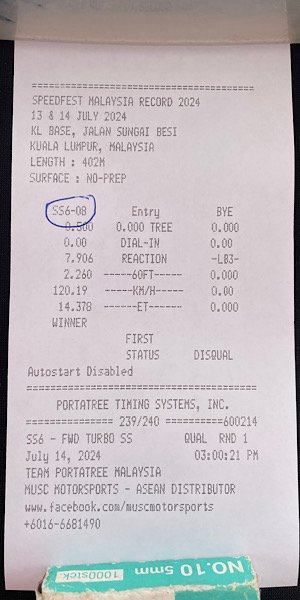 =======================================
SPEEDFEST MALAYSIA RECORD 2024
13 & 14 JULY 2024
KL BASE, JALAN SUNGAI BESI
KUALA LUMPUR, MALAYSIA
LENGTH : 402M
SURFACE : NO-PREP
SS6-08 Entry BYE
0.500 0.000 TREE 0.000
0.00 DIAL-IN 0.00
7.906 REACTION -LB3-
2.260 -----60FT----- 0.000
120.19 -----KM/H----- 0.00
14.378 ------ET------ 0.000
WINNER
FIRST
STATUS DISQUAL
Autostart Disabled
=======================================
PORTATREE TIMING SYSTEMS, INC.
=============== 239/240 ==========600214
SS6 - FWD TURBO SS QUAL RND 1
July 14, 2024 03:00:21 PM
TEAM PORTATREE MALAYSIA
MUSC MOTORSPORTS - ASEAN DISTRIBUTOR
www.facebook.com/muscmotorsports
+6016-6681490
NO.10 5mm
1000stck